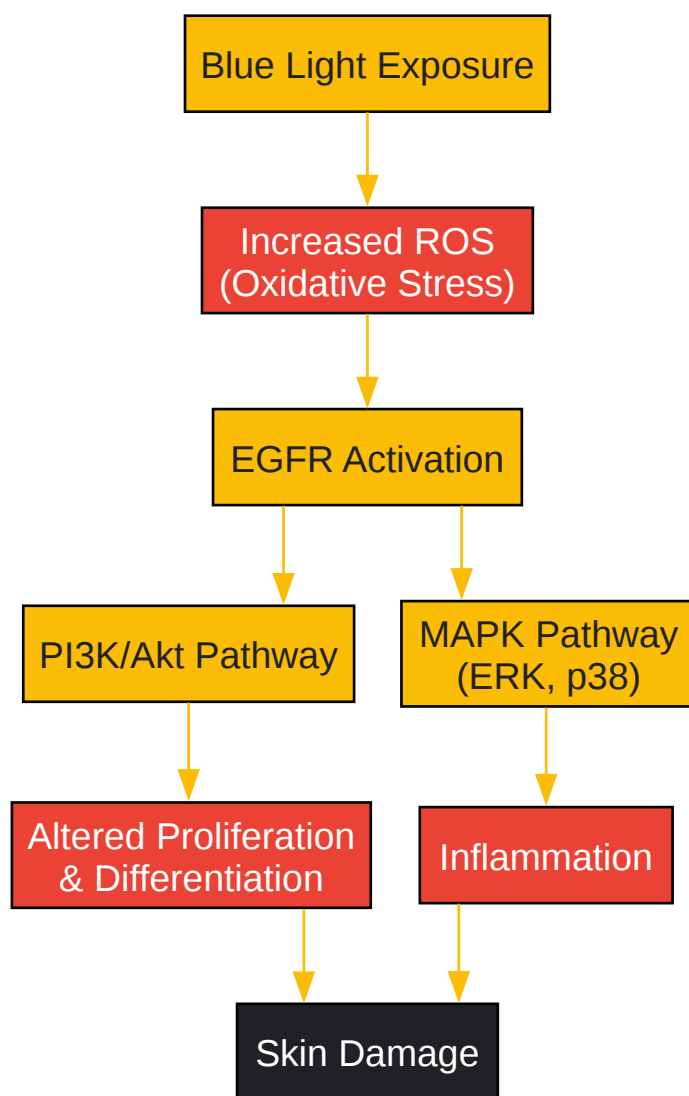 Blue Light Exposure
Increased ROS
(Oxidative Stress)
EGFR Activation
PI3K/Akt Pathway
MAPK Pathway
(ERK, p38)
Altered Proliferation
& Differentiation
Inflammation
Skin Damage